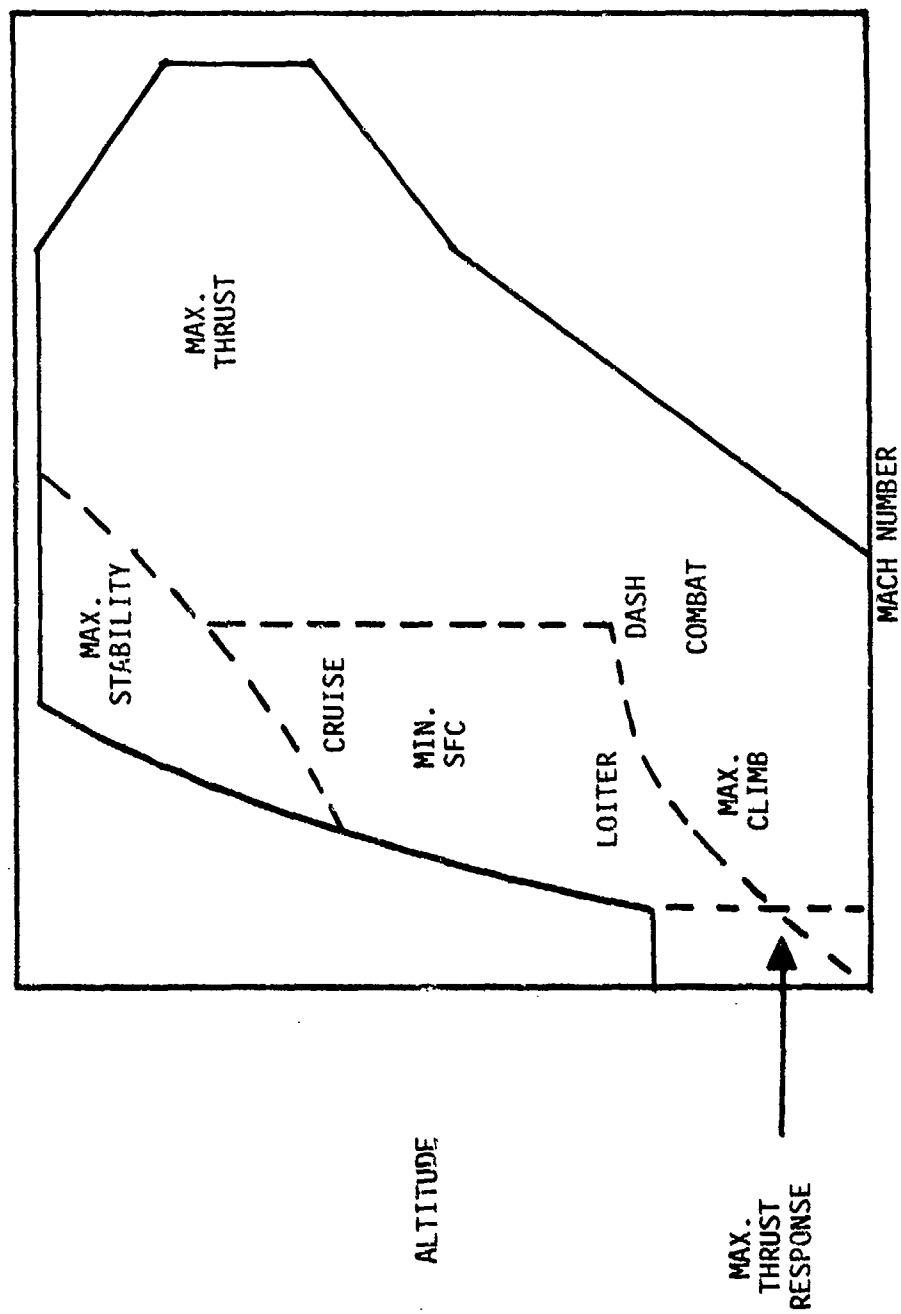 MAX.
STABILITY
MAX.
THRUST
CRUISE
ALTITUDE
MIN.
SFC
LOITER
DASH
COMBAT
MAX.
CLIMB
MAX.
THRUST
RESPONSE
MACH NUMBER